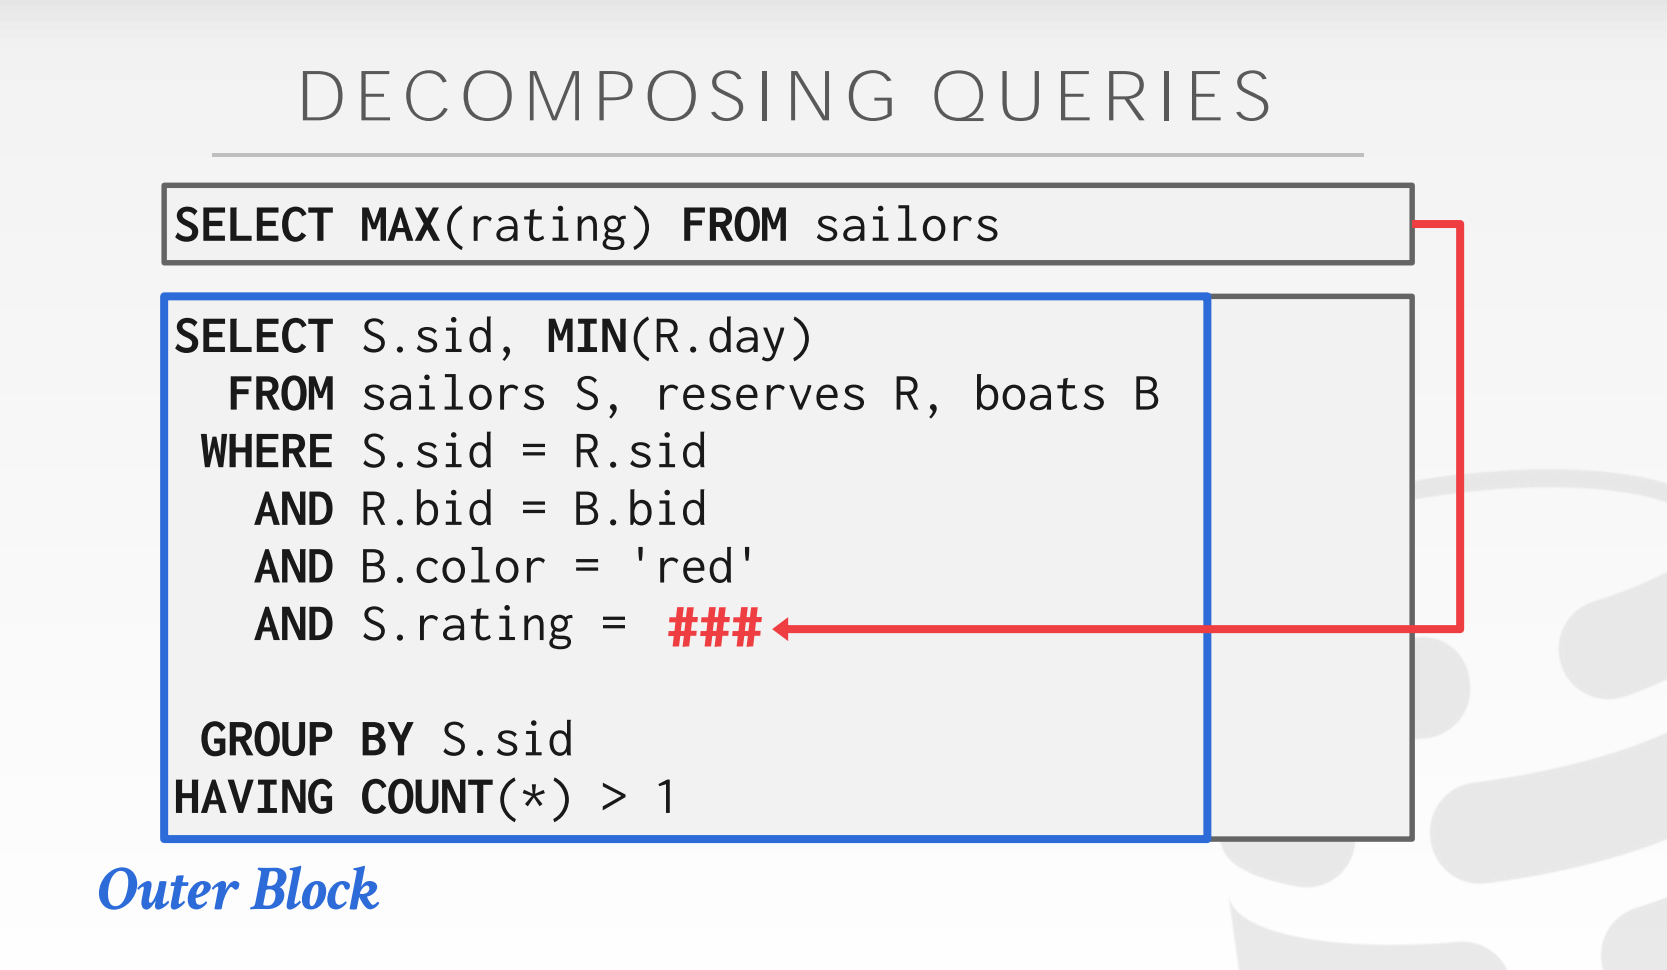 DECOMPOSING QUERIES
SELECT MAX(rating) FROM sailors
SELECT S.sid, MIN(R.day)
FROM sailors S, reserves R, boats B
WHERE S.sid = R.sid
AND R.bid = B.bid
AND B.color = 'red'
AND S.rating = ###
GROUP BY S.sid
HAVING COUNT(*) > 1
Outer Block